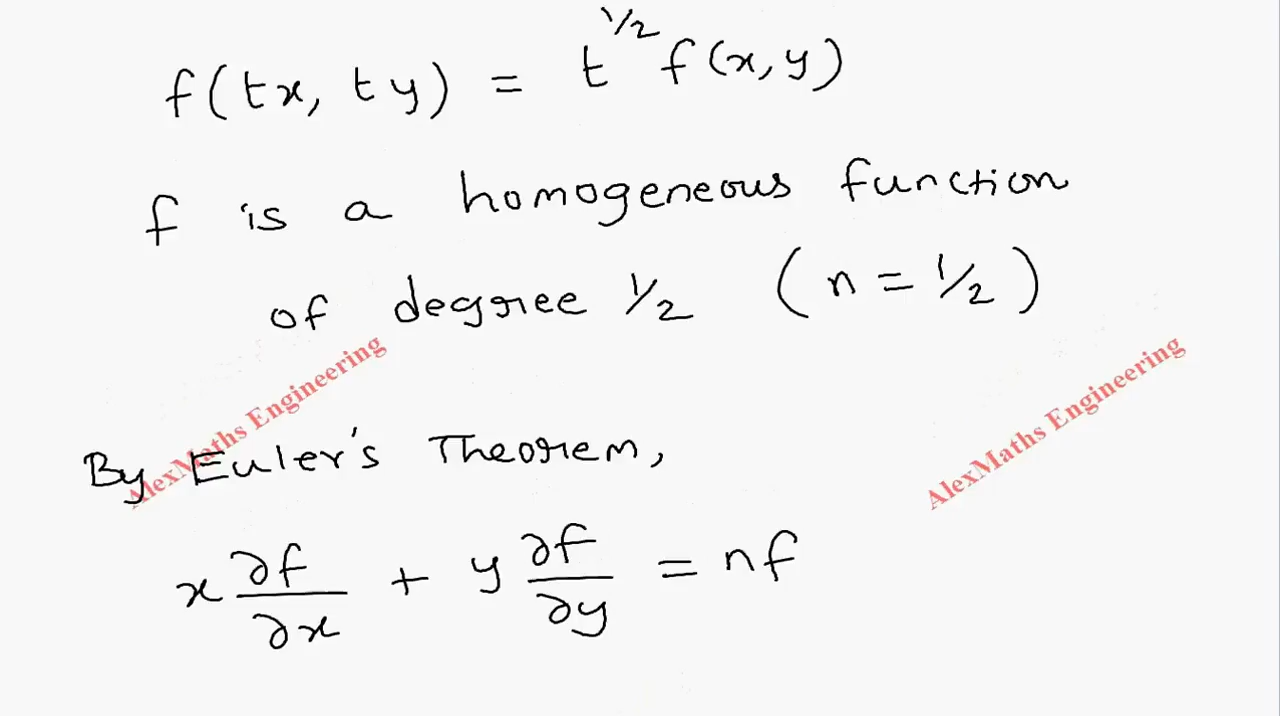 f(tx, ty) = t^{1/2} f(x, y)
f is a homogeneous function
of degree 1/2 (n = 1/2)
AlexMaths Engineering
AlexMaths Engineering
By Euler's Theorem,
x ∂f/∂x + y ∂f/∂y = nf